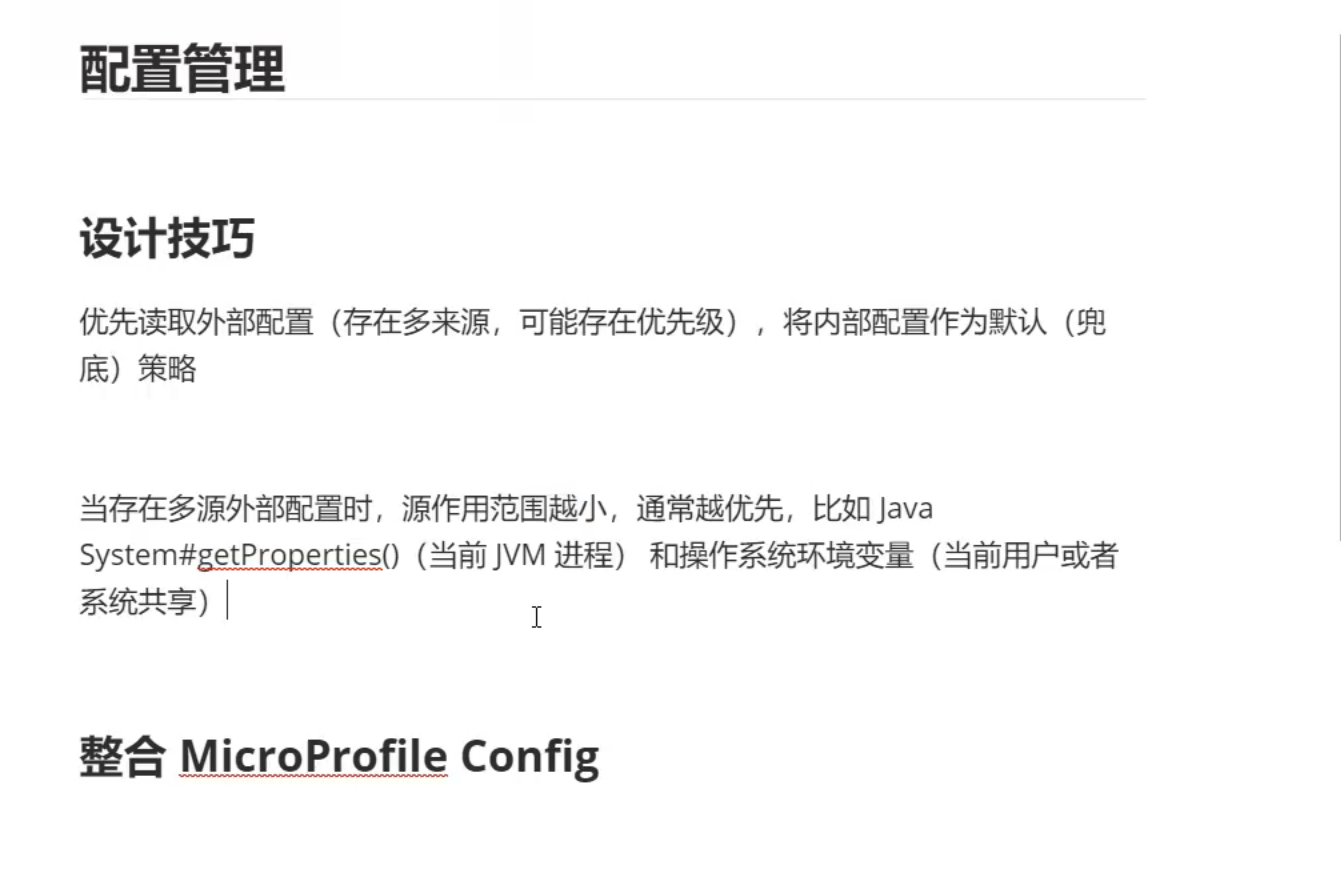 配置管理
设计技巧
优先读取外部配置（存在多来源，可能存在优先级），将内部配置作为默认（兜
底）策略
当存在多源外部配置时，源作用范围越小，通常越优先，比如 Java
System#getProperties()（当前 JVM 进程） 和操作系统环境变量（当前用户或者
系统共享）
整合 MicroProfile Config